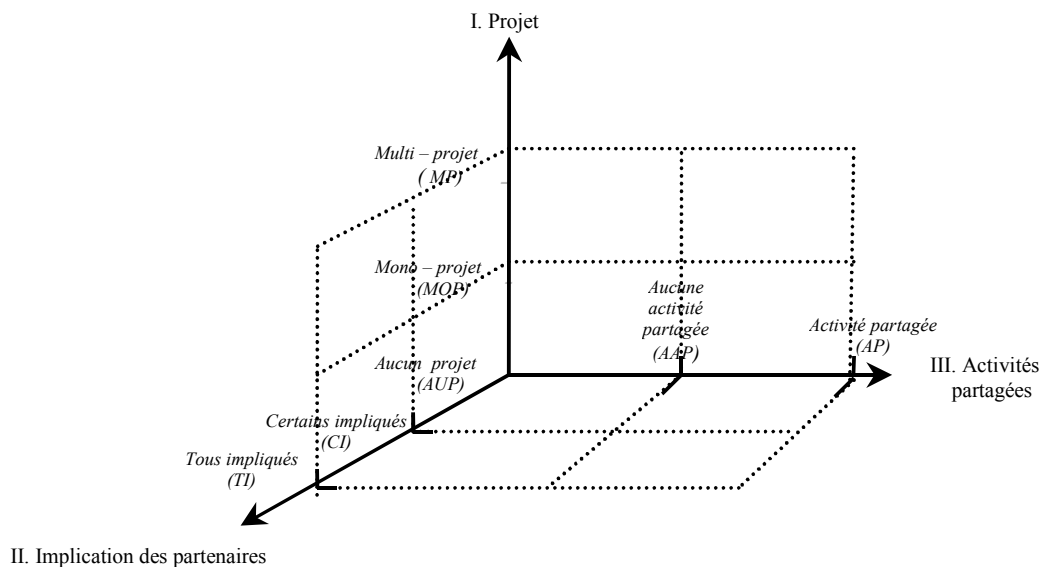 I. Projet
Multi – projet
( MP)
Mono – projet
(MOP)
Aucune
activité
partagée
(AAP)
Activité partagée
(AP)
Aucun projet
(AUP)
III. Activités
partagées
Certains impliqués
(CI)
Tous impliqués
(TI)
II. Implication des partenaires